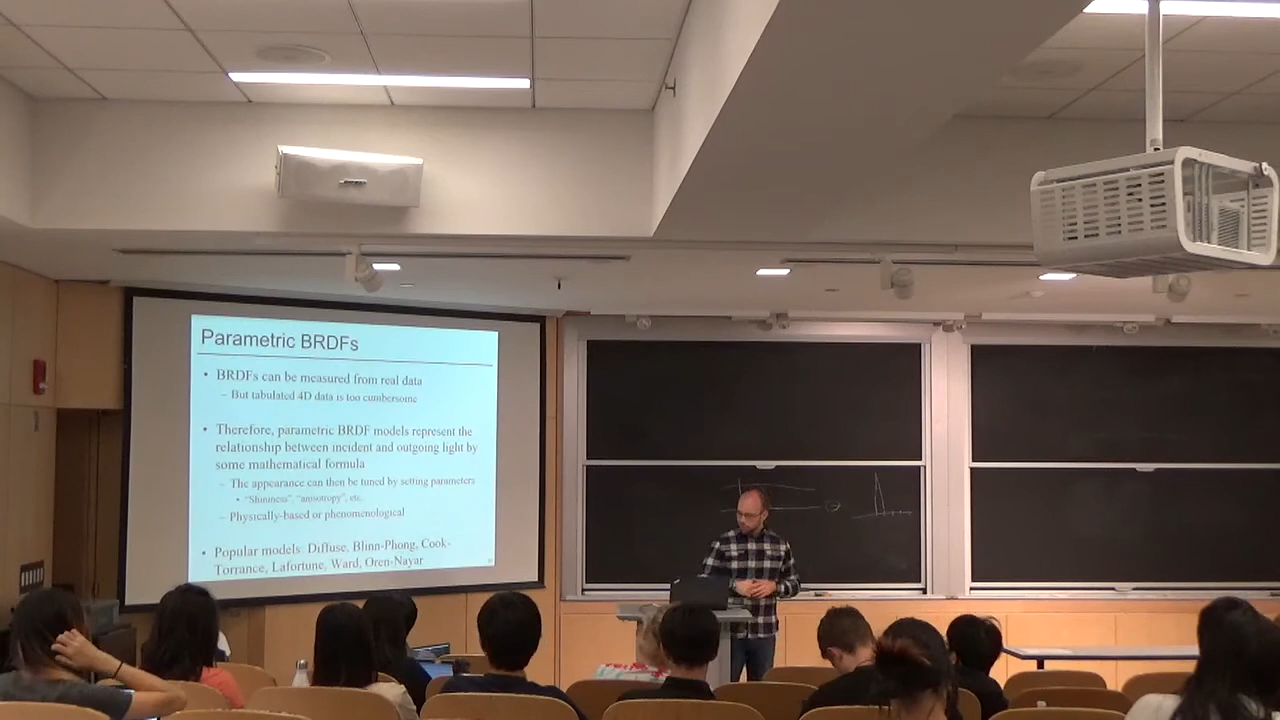 Parametric BRDFs
• BRDFs can be measured from real data
– But tabulated 4D data is too cumbersome
• Therefore, parametric BRDF models represent the
relationship between incident and outgoing light by
some mathematical formula
– The appearance can then be tuned by setting parameters
• “Shininess”, “anisotropy”, etc.
– Physically-based or phenomenological
• Popular models: Diffuse, Blinn-Phong, Cook-
Torrance, Lafortune, Ward, Oren-Nayar